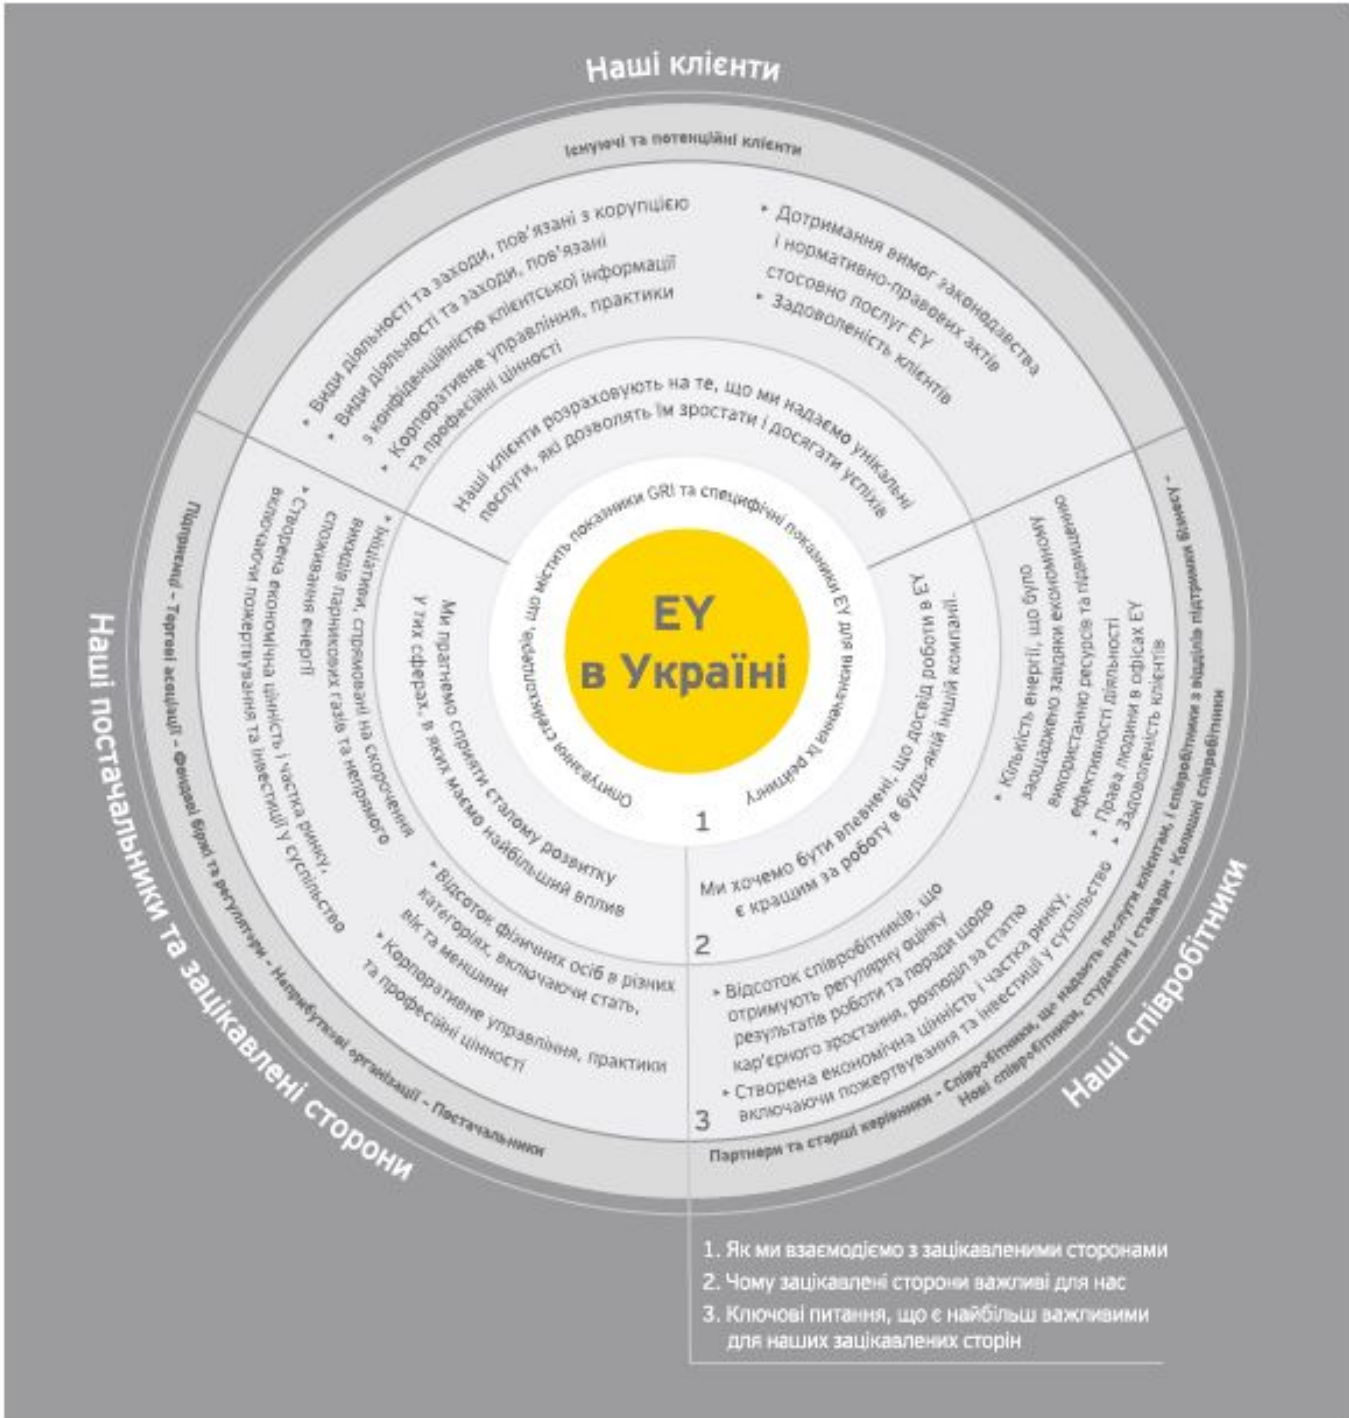 Наші клієнти
Існуючі та потенційні клієнти
▸ Види діяльності та заходи, пов’язані з корупцією
▸ Види діяльності та заходи, пов’язані
з конфіденційністю клієнтської інформації
▸ Корпоративне управління, практики
та професійні цінності
▸ Дотримання вимог законодавства
і нормативно-правових актів
стосовно послуг EY
▸ Задоволеність клієнтів
Наші клієнти розраховують на те, що ми надаємо унікальні
послуги, які дозволять їм зростати і досягати успіхів
Опитування стейкхолдерів, що містить показники GRI та специфічні показники EY для визначення їх рейтингу
EY
в Україні
1
2
3
Наші співробітники
Партнери та старші керівники – Співробітники, що надають послуги клієнтам, і співробітники з відділів підтримки бізнесу –
Нові співробітники, студенти і стажери – Колишні співробітники
▸ Кількість енергії, що було
заощаджено завдяки економному
використанню ресурсів та підвищенню
ефективності діяльності
▸ Права людини в офісах EY
▸ Задоволеність клієнтів
▸ Відсоток співробітників, що
отримують регулярну оцінку
результатів роботи та поради щодо
кар’єрного зростання, розподіл за статтю
▸ Створена економічна цінність і частка ринку,
включаючи пожертвування та інвестиції у суспільство
Ми хочемо бути впевнені, що досвід роботи в EY
є кращим за роботу в будь-якій іншій компанії.
Наші постачальники та зацікавлені сторони
Підприємці – Торгові асоціації – Фондові біржі та регулятори – Неприбуткові організації – Постачальники
▸ Ініціативи, спрямовані на скорочення
викидів парникових газів та непрямого
споживання енергії
▸ Створена економічна цінність і частка ринку,
включаючи пожертвування та інвестиції у суспільство
▸ Відсоток фізичних осіб в різних
категоріях, включаючи стать,
вік та меншини
▸ Корпоративне управління, практики
та професійні цінності
Ми прагнемо сприяти сталому розвитку
у тих сферах, в яких маємо найбільший вплив
1. Як ми взаємодіємо з зацікавленими сторонами
2. Чому зацікавлені сторони важливі для нас
3. Ключові питання, що є найбільш важливими
для наших зацікавлених сторін